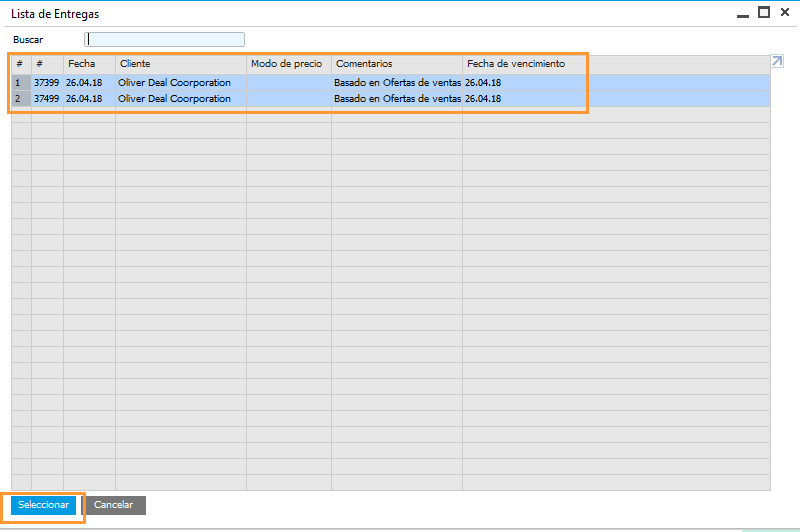 Lista de Entregas
Buscar
# # Fecha Cliente Modo de precio Comentarios Fecha de vencimiento
1 37399 26.04.18 Oliver Deal Coorporation Basado en Ofertas de ventas 26.04.18
2 37499 26.04.18 Oliver Deal Coorporation Basado en Ofertas de ventas 26.04.18
Seleccionar Cancelar